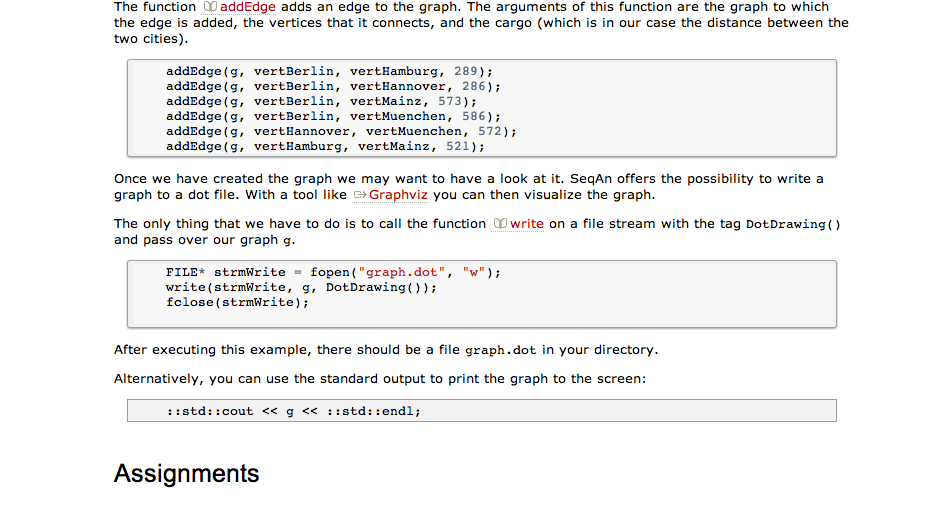 The function addEdge adds an edge to the graph. The arguments of this function are the graph to which
the edge is added, the vertices that it connects, and the cargo (which is in our case the distance between the
two cities).
addEdge(g, vertBerlin, vertHamburg, 289);
addEdge(g, vertBerlin, vertHannover, 286);
addEdge(g, vertBerlin, vertMainz, 573);
addEdge(g, vertBerlin, vertMuenchen, 586);
addEdge(g, vertHannover, vertMuenchen, 572);
addEdge(g, vertHamburg, vertMainz, 521);
Once we have created the graph we may want to have a look at it. SeqAn offers the possibility to write a
graph to a dot file. With a tool like Graphviz you can then visualize the graph.
The only thing that we have to do is to call the function write on a file stream with the tag DotDrawing()
and pass over our graph g.
FILE* strmWrite = fopen("graph.dot", "w");
write(strmWrite, g, DotDrawing());
fclose(strmWrite);
After executing this example, there should be a file graph.dot in your directory.
Alternatively, you can use the standard output to print the graph to the screen:
::std::cout << g << ::std::endl;
Assignments